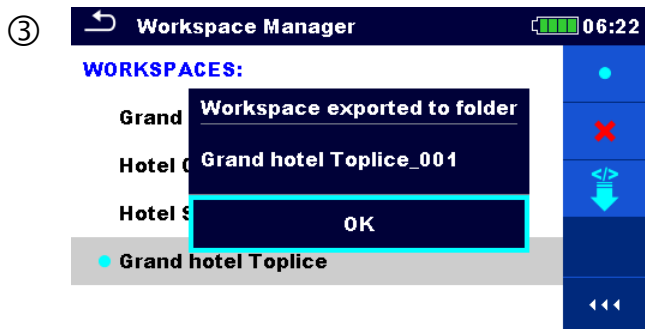 ③
Workspace Manager 06:22
WORKSPACES:
Grand
Workspace exported to folder
Hotel
Grand hotel Toplice_001
Hotel
OK
Grand hotel Toplice